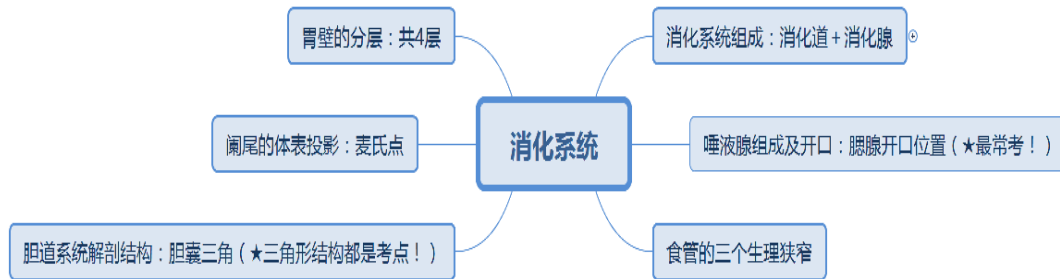 胃壁的分层：共4层
消化系统组成：消化道+消化腺
消化系统
阑尾的体表投影：麦氏点
唾液腺组成及开口：腮腺开口位置（★最常考！）
胆道系统解剖结构：胆囊三角（★三角形结构都是考点！）
食管的三个生理狭窄